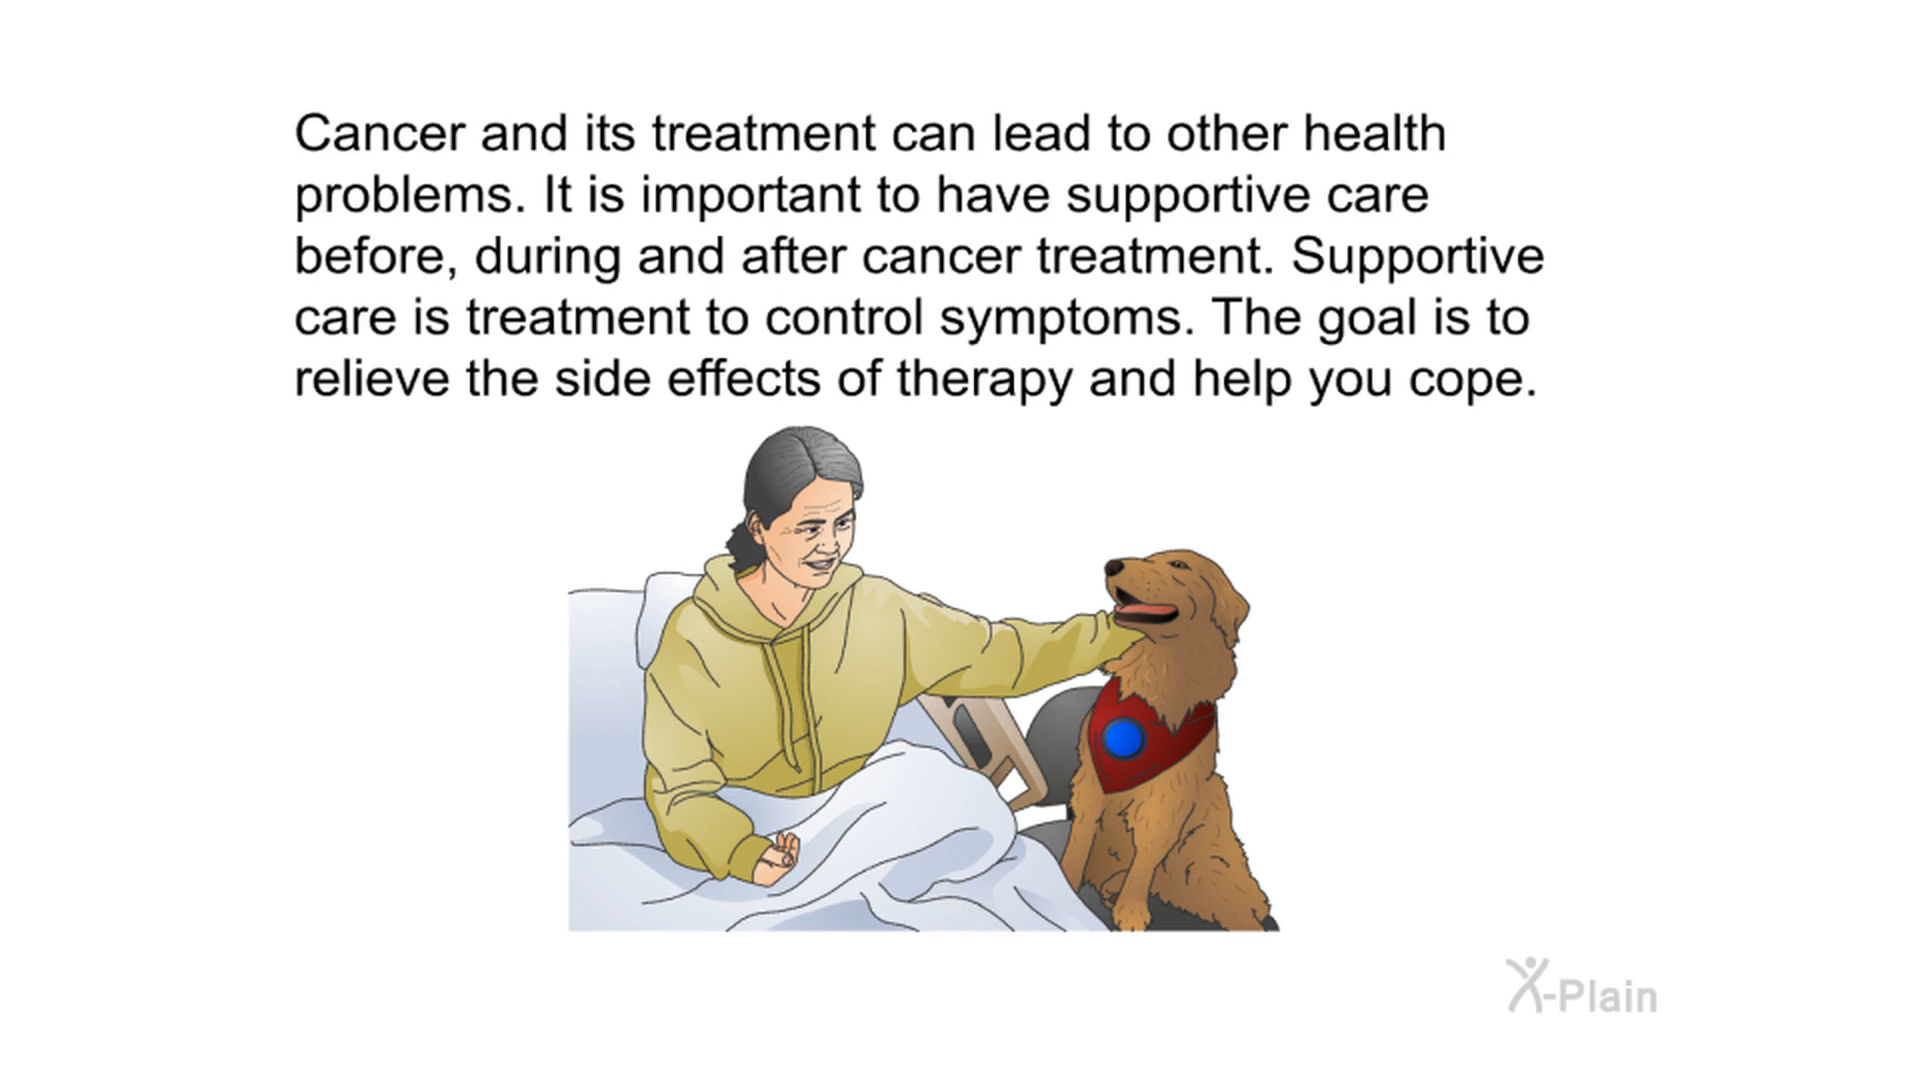 Cancer and its treatment can lead to other health
problems. It is important to have supportive care
before, during and after cancer treatment. Supportive
care is treatment to control symptoms. The goal is to
relieve the side effects of therapy and help you cope.
X-Plain